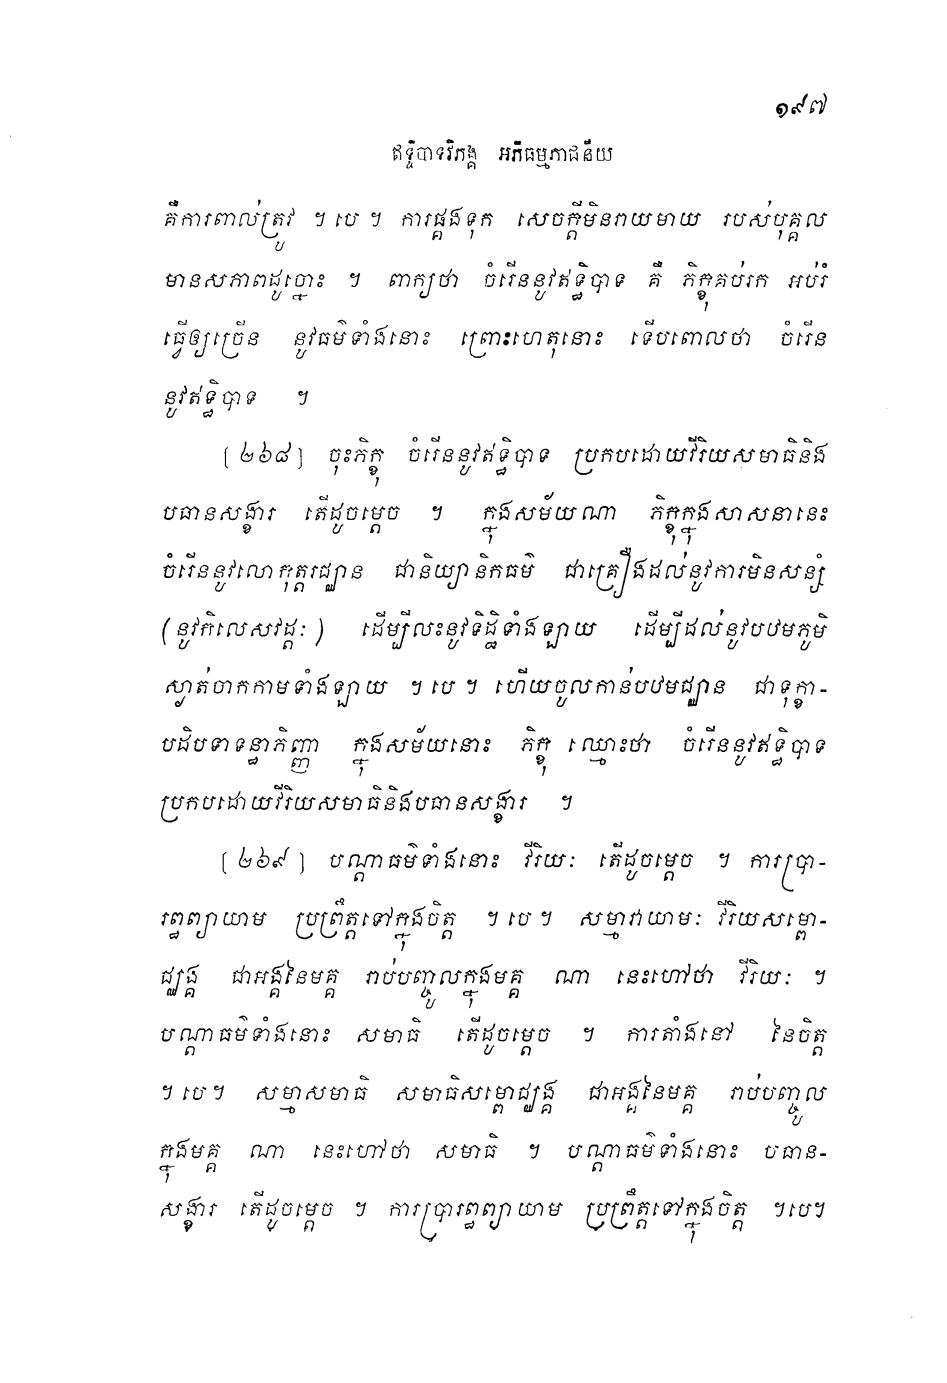 ១៩៧
ឥទ្ធិបាទវិភង្គ អភិធម្មភាជនីយ
គឺការពាល់ត្រូវ ។ បេ ។ ការផ្គងទុក សេចក្តីមិនរាយមាយ របស់បុគ្គល
មានសភាពដូច្នោះ ។ ពាក្យថា ចំរើននូវឥទ្ធិបាទ គឺ ភិក្ខុគប់រក អប់រំ
ធ្វើឲ្យច្រើន នូវធម៌ទាំងនោះ ព្រោះហេតុនោះ ទើបពោលថា ចំរើន
នូវឥទ្ធិបាទ ។
[២៦៨] ចុះភិក្ខុ ចំរើននូវឥទ្ធិបាទ ប្រកបដោយវីរិយសមាធិនិង
បធានសង្ខារ តើដូចម្តេច ។ ក្នុងសម័យណា ភិក្ខុក្នុងសាសនានេះ
ចំរើននូវលោកុត្តរជ្ឈាន ជានិយ្យានិកធម៌ ជាគ្រឿងដល់នូវការមិនសន្សំ
(នូវកិលេសវដ្តៈ) ដើម្បីលះនូវទិដ្ឋិទាំងឡាយ ដើម្បីដល់នូវបឋមភូមិ
ស្ងាត់ចាកកាមទាំងឡាយ ។ បេ ។ ហើយចូលកាន់បឋមជ្ឈាន ជាទុក្ខា-
បដិបទាទន្ធាភិញ្ញា ក្នុងសម័យនោះ ភិក្ខុ ឈ្មោះថា ចំរើននូវឥទ្ធិបាទ
ប្រកបដោយវីរិយសមាធិនិងបធានសង្ខារ ។
[២៦៩] បណ្តាធម៌ទាំងនោះ វីរិយៈ តើដូចម្តេច ។ ការប្រា-
រព្ធព្យាយាម ប្រព្រឹត្តទៅក្នុងចិត្ត ។ បេ ។ សម្មាវាយាមៈ វីរិយសម្ពោ-
ជ្ឈង្គ ជាអង្គនៃមគ្គ រាប់បញ្ចូលក្នុងមគ្គ ណា នេះហៅថា វីរិយៈ ។
បណ្តាធម៌ទាំងនោះ សមាធិ តើដូចម្តេច ។ ការតាំងនៅ នៃចិត្ត
។ បេ ។ សម្មាសមាធិ សមាធិសម្ពោជ្ឈង្គ ជាអង្គនៃមគ្គ រាប់បញ្ចូល
ក្នុងមគ្គ ណា នេះហៅថា សមាធិ ។ បណ្តាធម៌ទាំងនោះ បធាន-
សង្ខារ តើដូចម្តេច ។ ការប្រារព្ធព្យាយាម ប្រព្រឹត្តទៅក្នុងចិត្ត ។បេ។